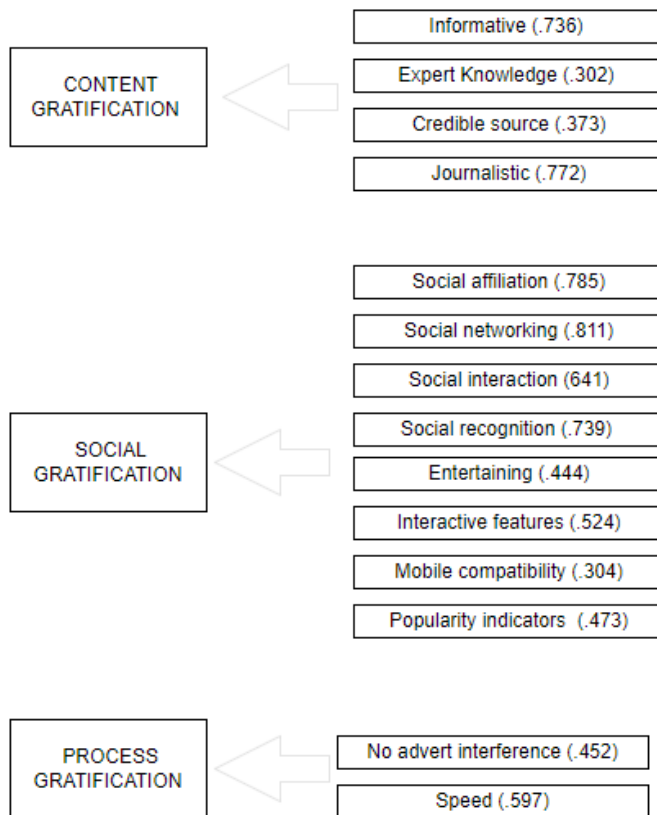 CONTENT
GRATIFICATION
Informative (.736)
Expert Knowledge (.302)
Credible source (.373)
Journalistic (.772)
SOCIAL
GRATIFICATION
Social affiliation (.785)
Social networking (.811)
Social interaction (641)
Social recognition (.739)
Entertaining (.444)
Interactive features (.524)
Mobile compatibility (.304)
Popularity indicators (.473)
PROCESS
GRATIFICATION
No advert interference (.452)
Speed (.597)